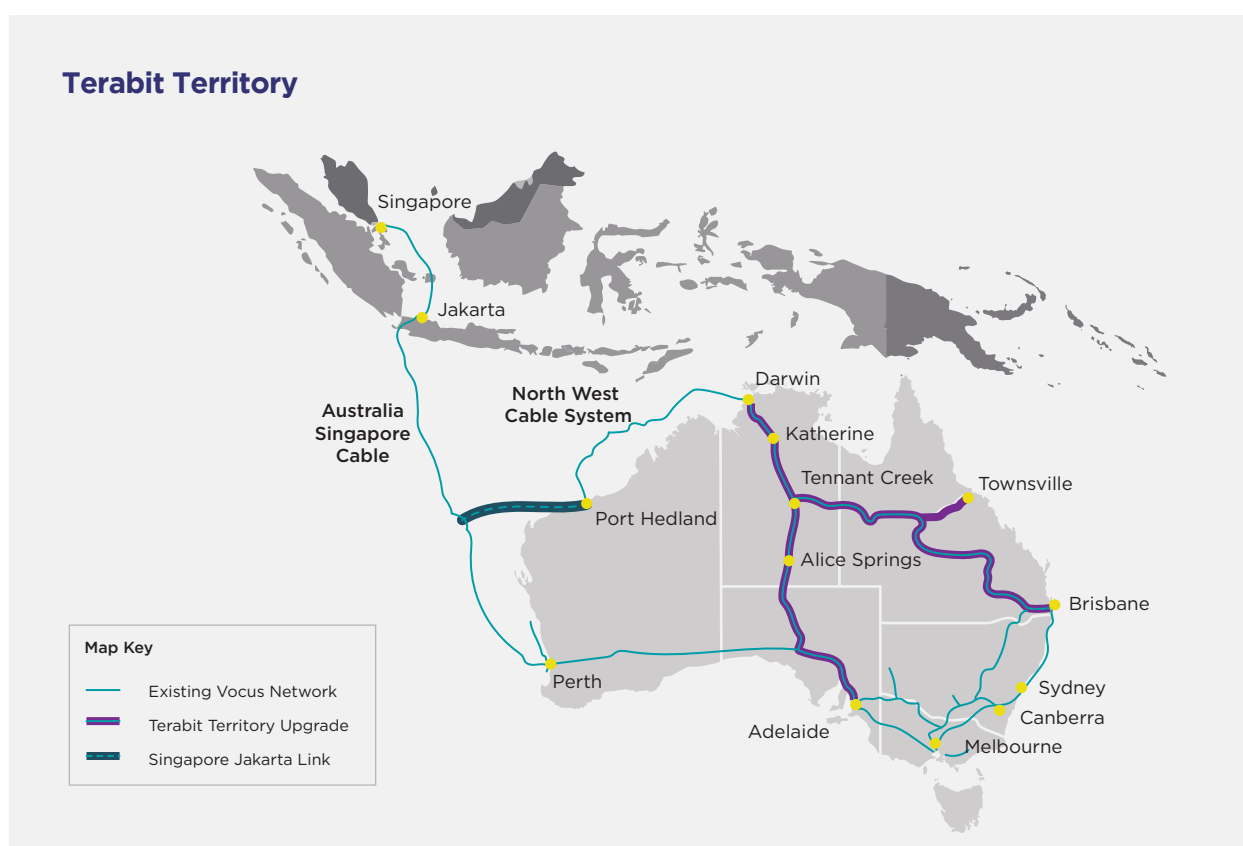 Terabit Territory
Singapore
Jakarta
Darwin
North West
Cable System
Australia
Singapore
Cable
Katherine
Tennant Creek
Townsville
Port Hedland
Alice Springs
Brisbane
Perth
Sydney
Canberra
Adelaide
Melbourne
Map Key
Existing Vocus Network
Terabit Territory Upgrade
Singapore Jakarta Link